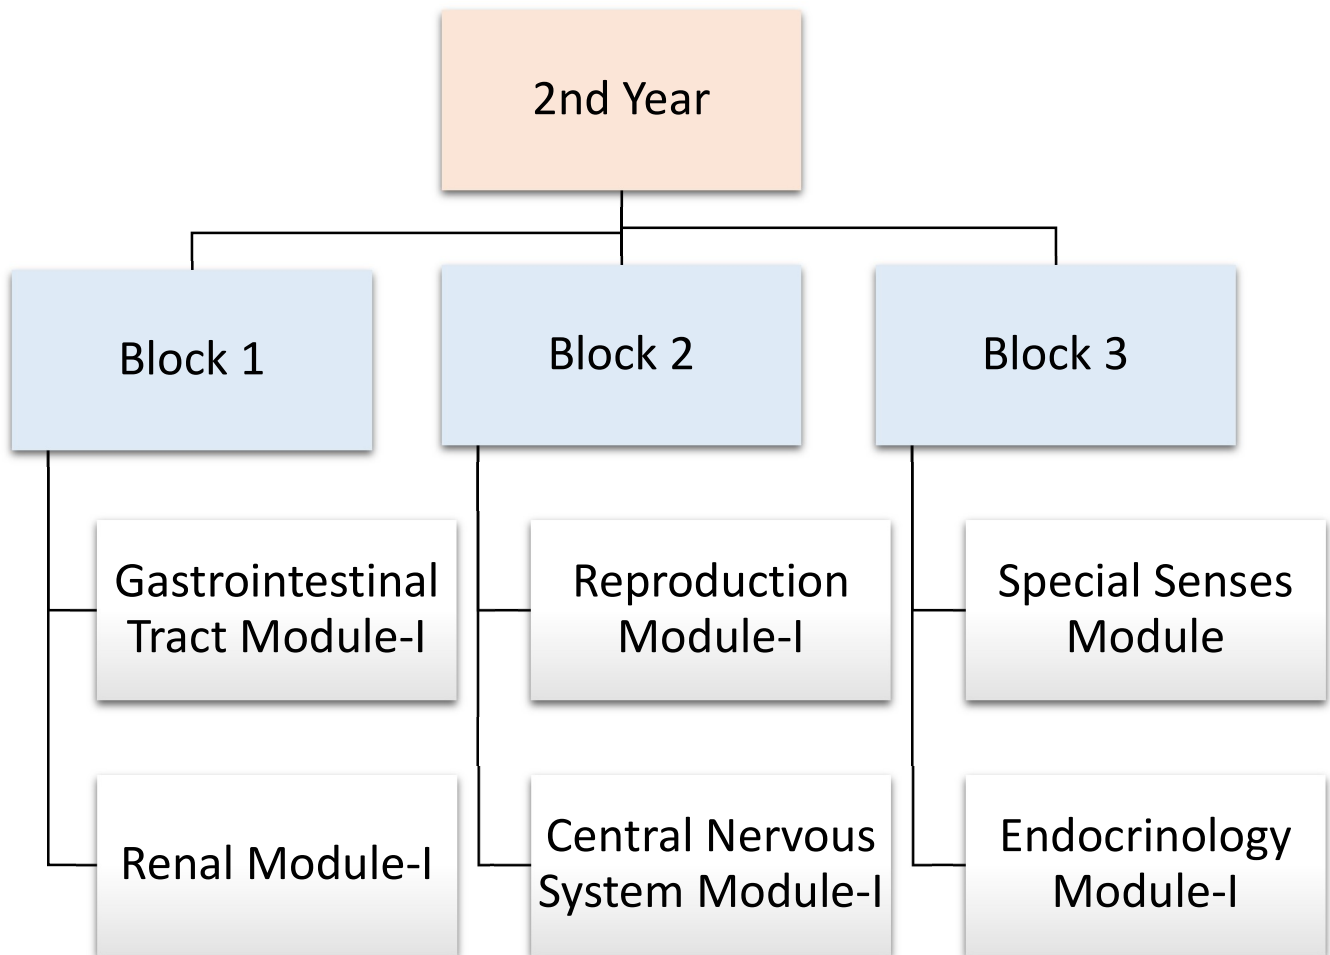 2nd Year
Block 1
Block 2
Block 3
Gastrointestinal
Tract Module-I
Reproduction
Module-I
Special Senses
Module
Renal Module-I
Central Nervous
System Module-I
Endocrinology
Module-I